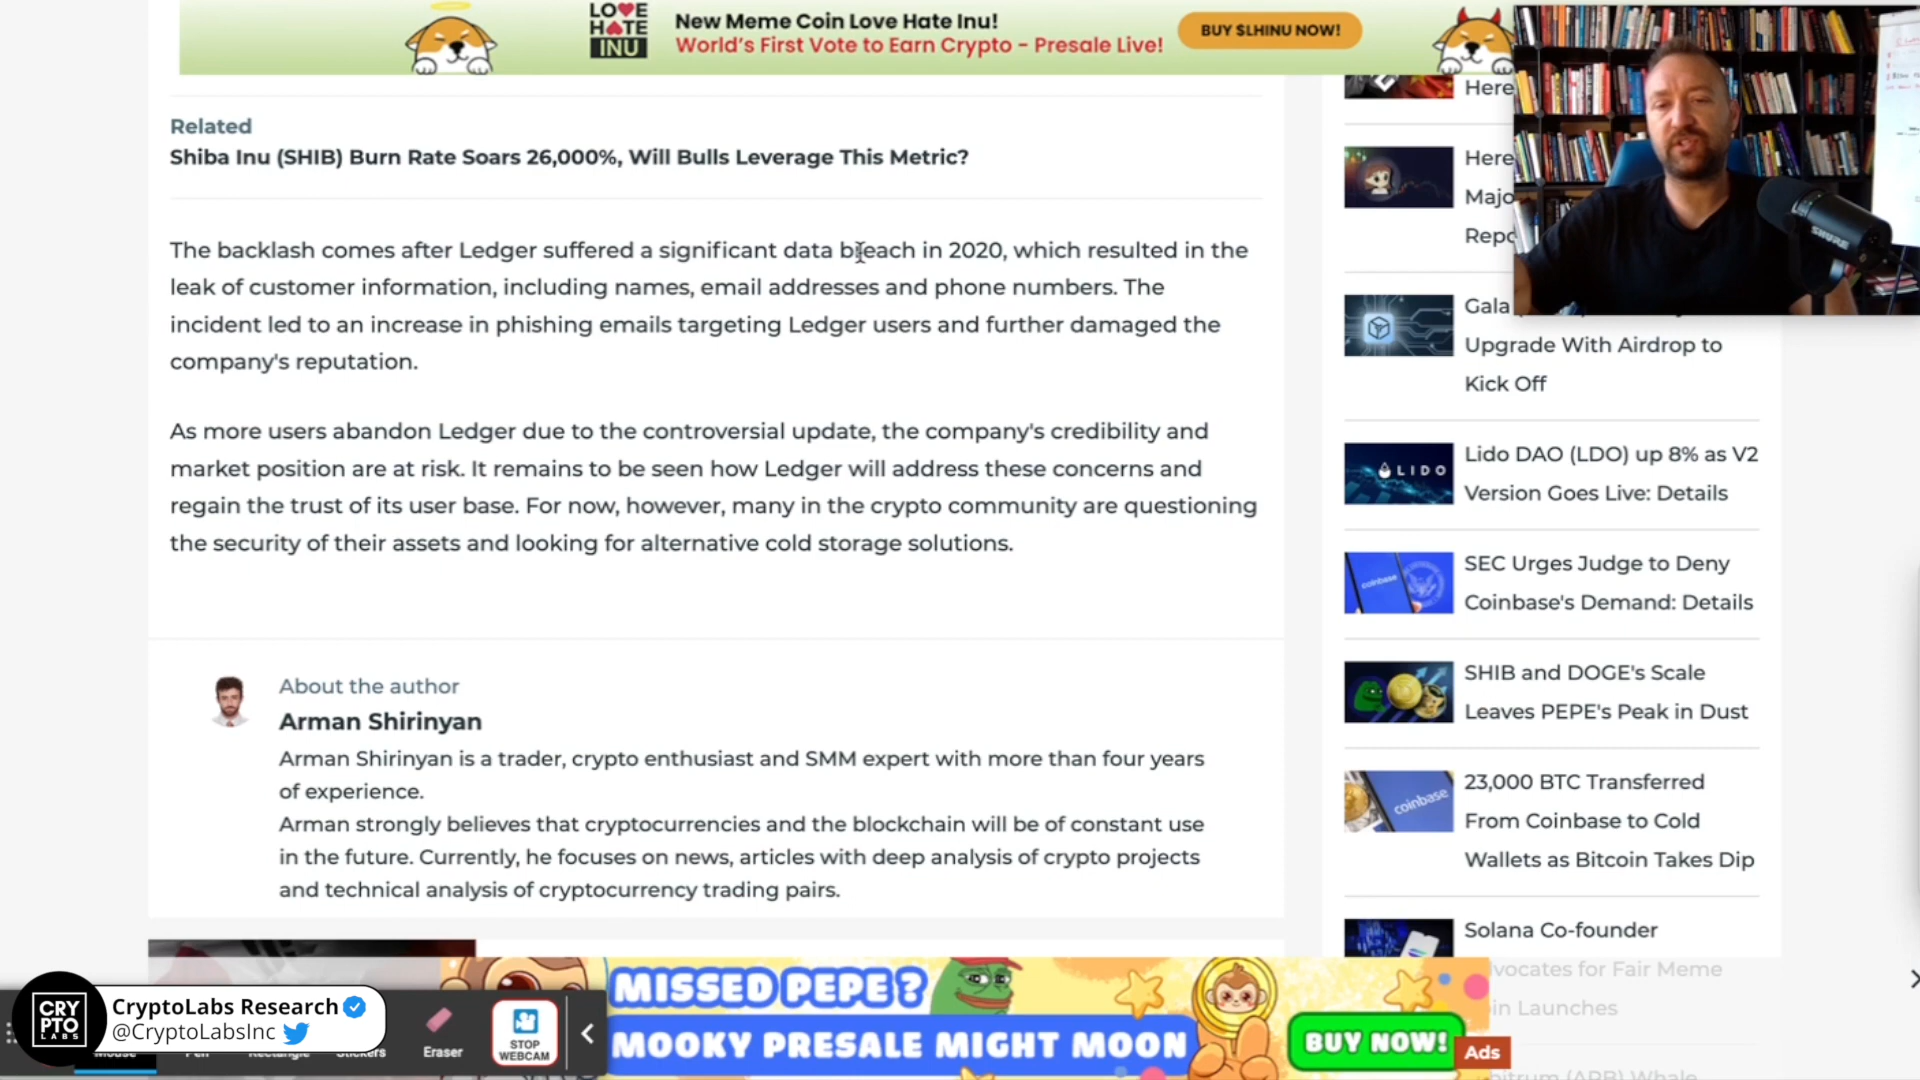 LOVE
HATE
INU
New Meme Coin Love Hate Inu!
World's First Vote to Earn Crypto - Presale Live!
BUY $LHINU NOW!
Related
Shiba Inu (SHIB) Burn Rate Soars 26,000%, Will Bulls Leverage This Metric?
The backlash comes after Ledger suffered a significant data breach in 2020, which resulted in the
leak of customer information, including names, email addresses and phone numbers. The
incident led to an increase in phishing emails targeting Ledger users and further damaged the
company's reputation.
As more users abandon Ledger due to the controversial update, the company's credibility and
market position are at risk. It remains to be seen how Ledger will address these concerns and
regain the trust of its user base. For now, however, many in the crypto community are questioning
the security of their assets and looking for alternative cold storage solutions.
About the author
Arman Shirinyan
Arman Shirinyan is a trader, crypto enthusiast and SMM expert with more than four years
of experience.
Arman strongly believes that cryptocurrencies and the blockchain will be of constant use
in the future. Currently, he focuses on news, articles with deep analysis of crypto projects
and technical analysis of cryptocurrency trading pairs.
Here
Here
Majo
Repo
Gala
Upgrade With Airdrop to
Kick Off
LIDO
Lido DAO (LDO) up 8% as V2
Version Goes Live: Details
coinbase
SEC Urges Judge to Deny
Coinbase's Demand: Details
SHIB and DOGE's Scale
Leaves PEPE's Peak in Dust
coinbase
23,000 BTC Transferred
From Coinbase to Cold
Wallets as Bitcoin Takes Dip
Solana Co-founder
vocates for Fair Meme
in Launches
bitrum (ARB) Whale
SHURE
CRY
PTO
LABS
CryptoLabs Research
@CryptoLabsInc
Mouse
Pen
Rectangle
Stickers
Eraser
STOP
WEBCAM
MISSED PEPE?
MOOKY PRESALE MIGHT MOON
BUY NOW!
Ads